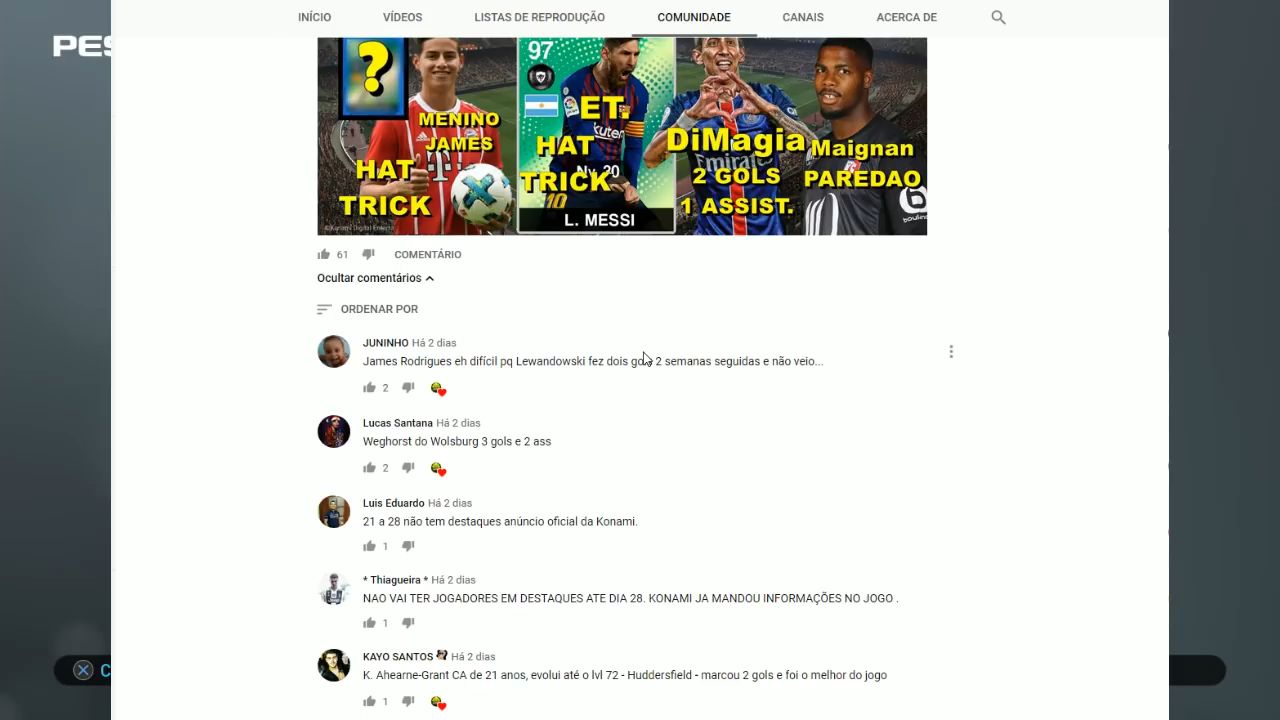 INÍCIO VÍDEOS LISTAS DE REPRODUÇÃO COMUNIDADE CANAIS ACERCA DE
PES
?
MENINO
JAMES
HAT
TRICK
97
ET.
HAT
TRICK
Nv. 20
10
L. MESSI
DiMagia
2 GOLS
1 ASSIST.
Maignan
PAREDAO
61 COMENTÁRIO
Ocultar comentários
ORDENAR POR
JUNINHO Há 2 dias
James Rodrigues eh difícil pq Lewandowski fez dois gols 2 semanas seguidas e não veio...
2
Lucas Santana Há 2 dias
Weghorst do Wolsburg 3 gols e 2 ass
2
Luis Eduardo Há 2 dias
21 a 28 não tem destaques anúncio oficial da Konami.
1
* Thiagueira * Há 2 dias
NAO VAI TER JOGADORES EM DESTAQUES ATE DIA 28. KONAMI JA MANDOU INFORMAÇÕES NO JOGO .
1
KAYO SANTOS Há 2 dias
K. Ahearne-Grant CA de 21 anos, evolui até o lvl 72 - Huddersfield - marcou 2 gols e foi o melhor do jogo
1
C